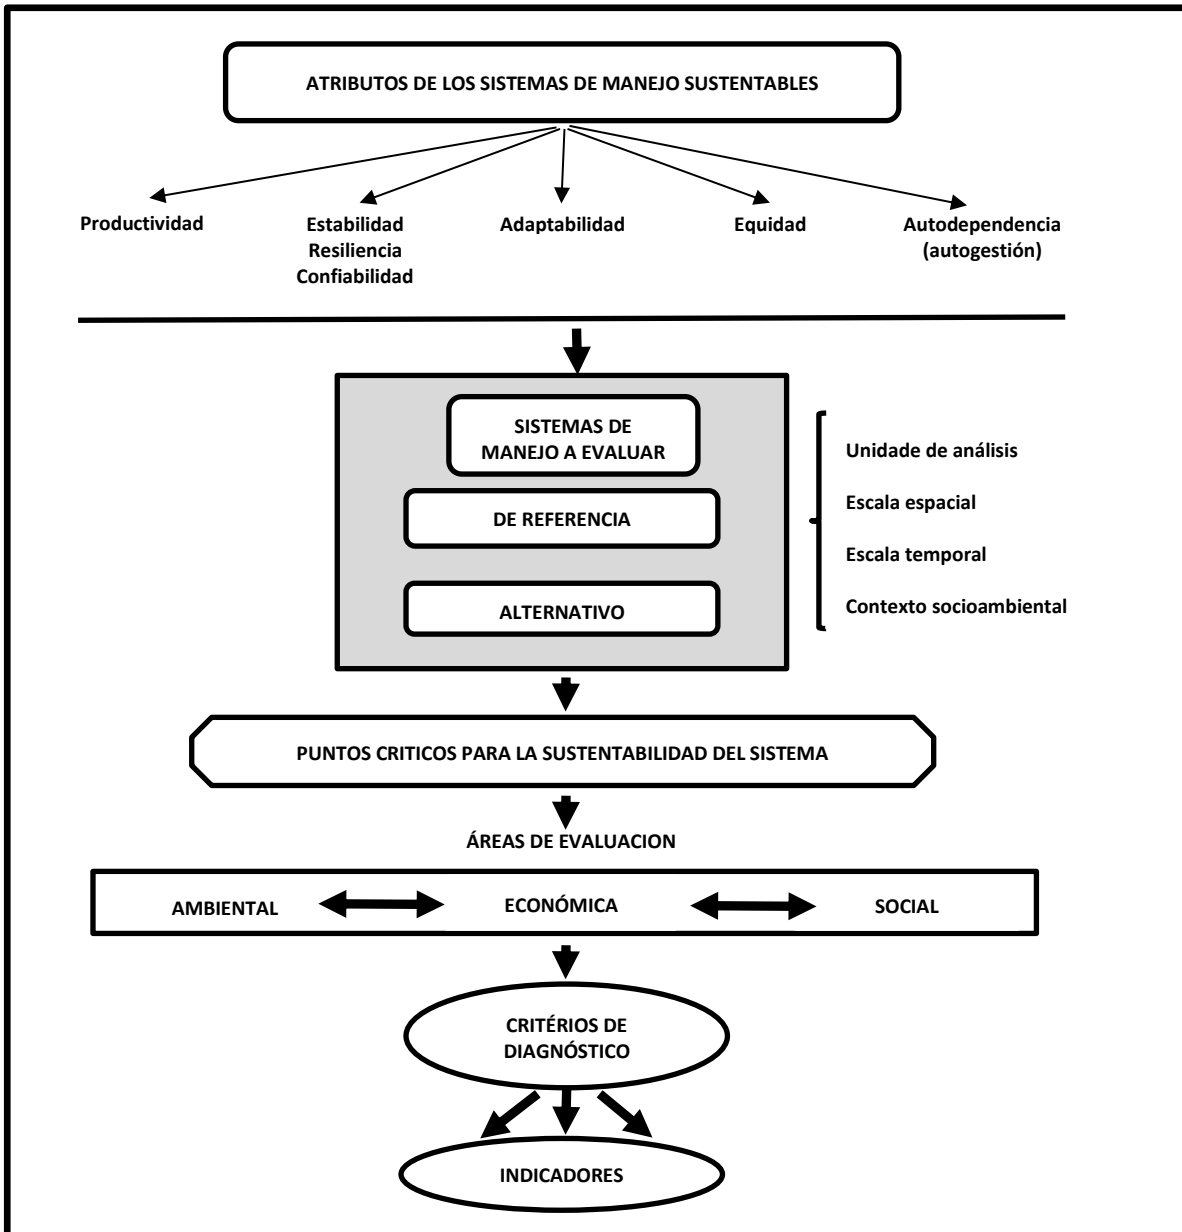 ATRIBUTOS DE LOS SISTEMAS DE MANEJO SUSTENTABLES
Productividad
Estabilidad
Resiliencia
Confiabilidad
Adaptabilidad
Equidad
Autodependencia
(autogestión)
SISTEMAS DE
MANEJO A EVALUAR
DE REFERENCIA
ALTERNATIVO
Unidade de análisis
Escala espacial
Escala temporal
Contexto socioambiental
PUNTOS CRITICOS PARA LA SUSTENTABILIDAD DEL SISTEMA
ÁREAS DE EVALUACION
AMBIENTAL
ECONÓMICA
SOCIAL
CRITÉRIOS DE
DIAGNÓSTICO
INDICADORES